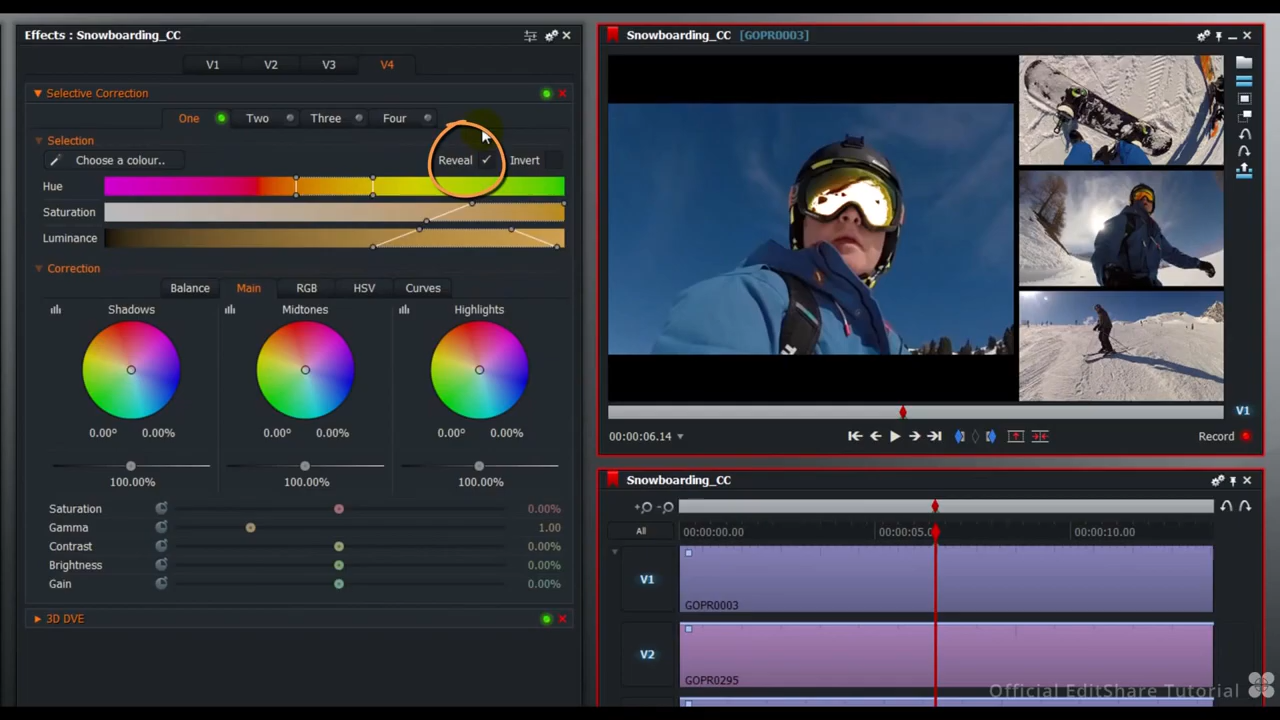 Effects : Snowboarding_CC
V1 V2 V3 V4
Selective Correction
One Two Three Four
Selection
Choose a colour.. Reveal Invert
Hue
Saturation
Luminance
Correction
Balance Main RGB HSV Curves
Shadows Midtones Highlights
0.00° 0.00% 0.00° 0.00% 0.00° 0.00%
100.00% 100.00% 100.00%
Saturation 0.00%
Gamma 1.00
Contrast 0.00%
Brightness 0.00%
Gain 0.00%
3D DVE
Snowboarding_CC [GOPR0003]
V1
00:00:06.14 Record
Snowboarding_CC
All 00:00:00.00 00:00:05. 00:00:10.00
V1
GOPR0003
V2
GOPR0295
Official EditShare Tutorial